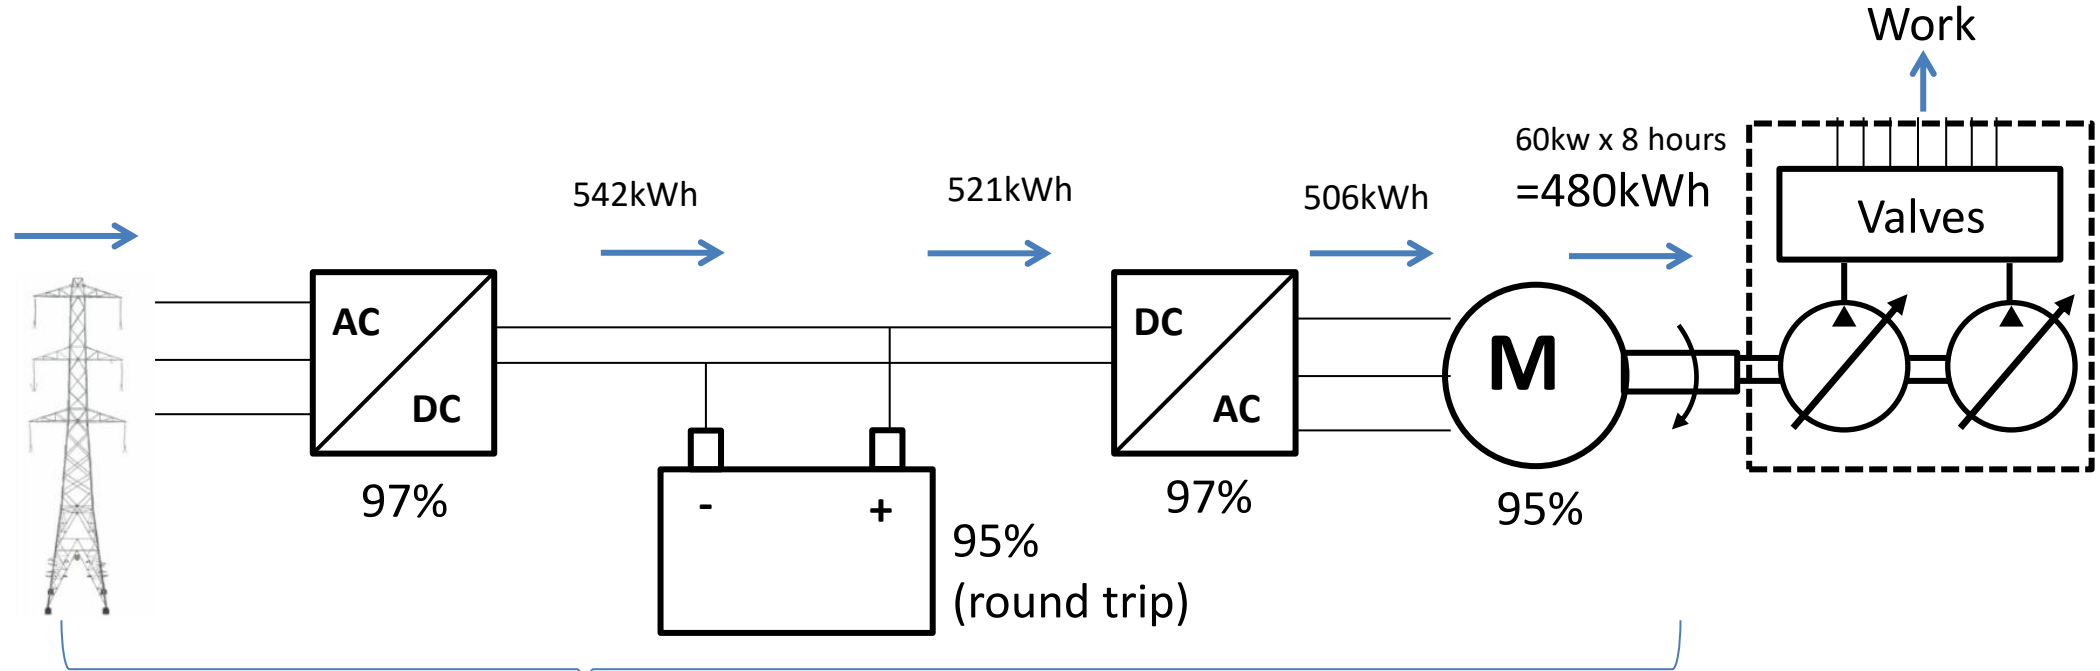 Work
60kw x 8 hours
=480kWh
542kWh
521kWh
506kWh
Valves
AC
DC
DC
AC
M
97%
-
+
95%
(round trip)
97%
95%